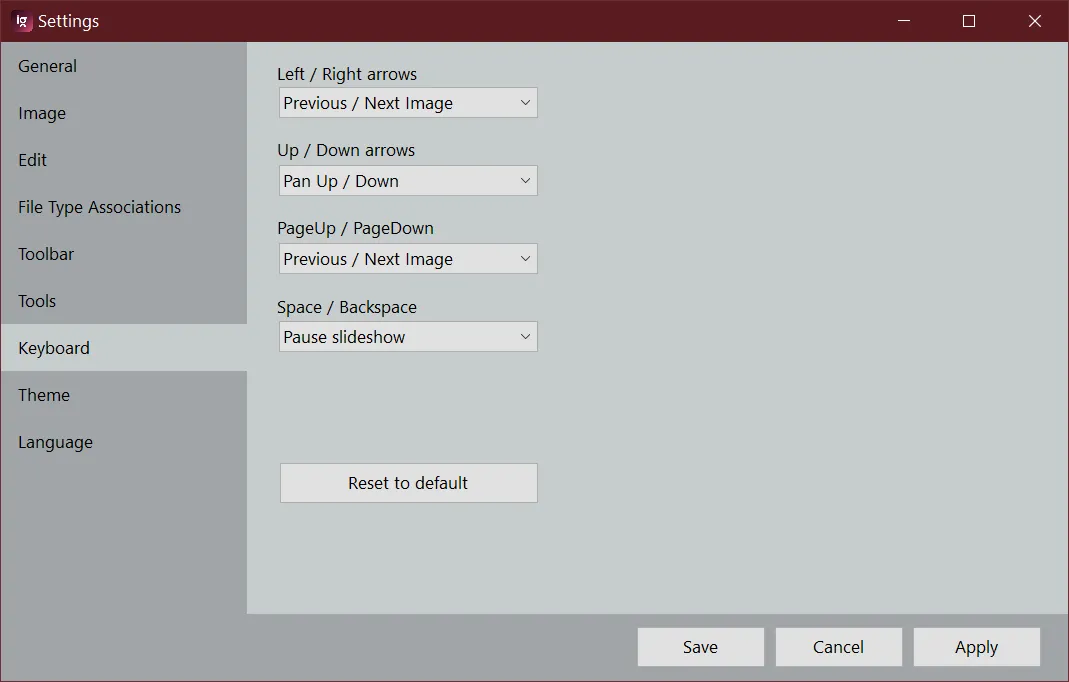 Settings
General
Image
Edit
File Type Associations
Toolbar
Tools
Keyboard
Theme
Language
Left / Right arrows
Previous / Next Image
Up / Down arrows
Pan Up / Down
PageUp / PageDown
Previous / Next Image
Space / Backspace
Pause slideshow
Reset to default
Save
Cancel
Apply